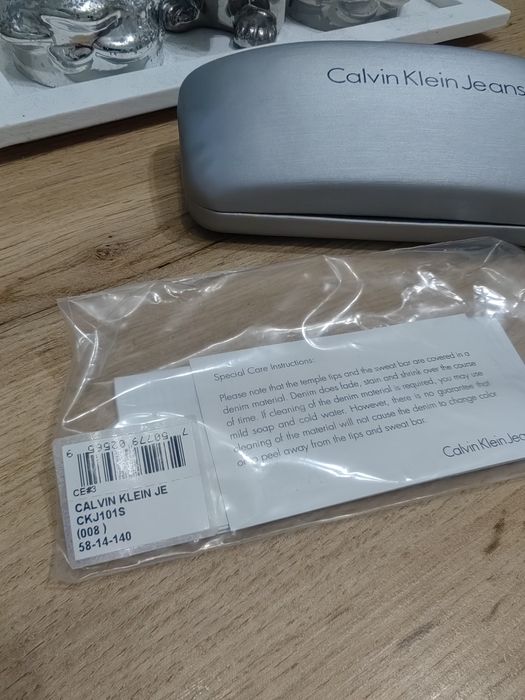 Calvin Klein Jeans
Special Care Instructions:
Please note that the temple tips and the sweat bar are covered in a
denim material. Denim does fade, stain and shrink over the course
of time. If cleaning of the denim material is required, you may use
mild soap and cold water. However, there is no guarantee that
cleaning of the material will not cause the denim to change color
or to peel away from the tips and sweat bar.
Calvin Klein Jeans
CE#3
CALVIN KLEIN JE
CKJ101S
(008 )
58-14-140